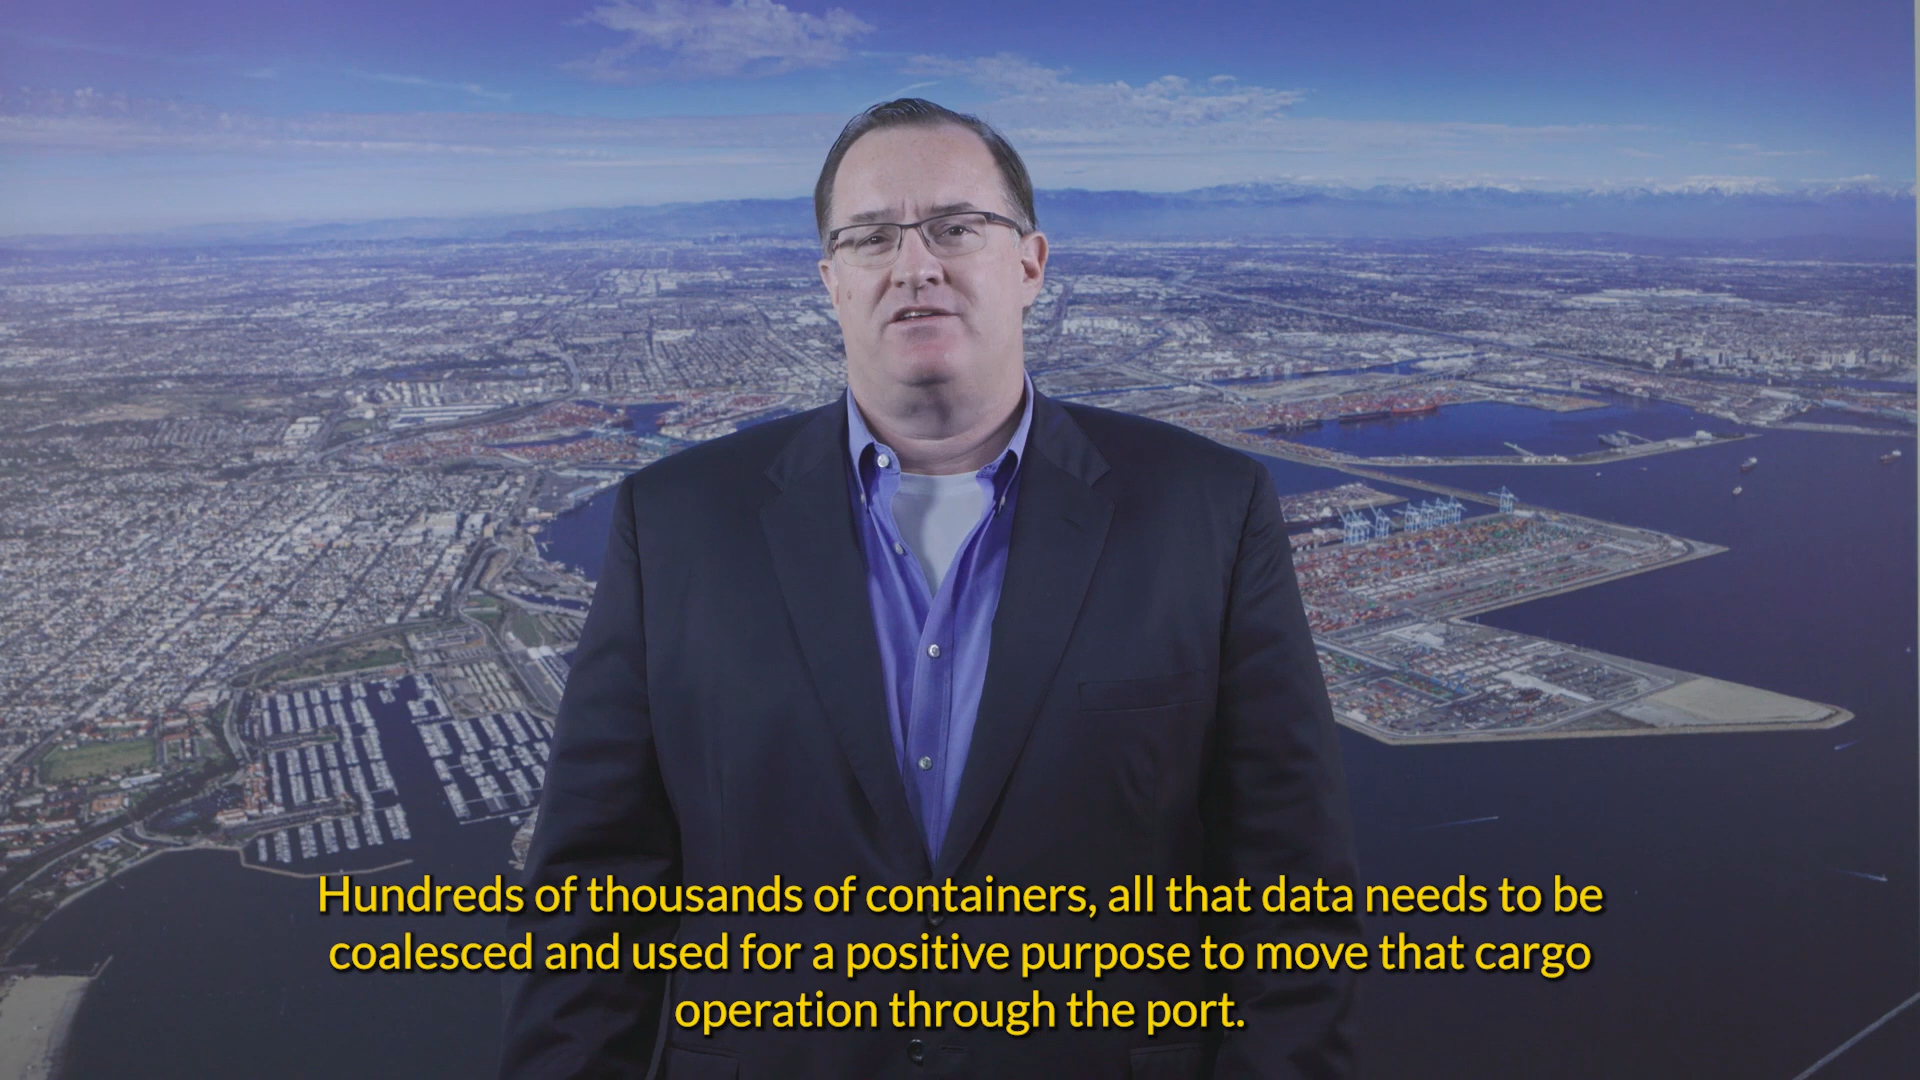 Hundreds of thousands of containers, all that data needs to be
coalesced and used for a positive purpose to move that cargo
operation through the port.